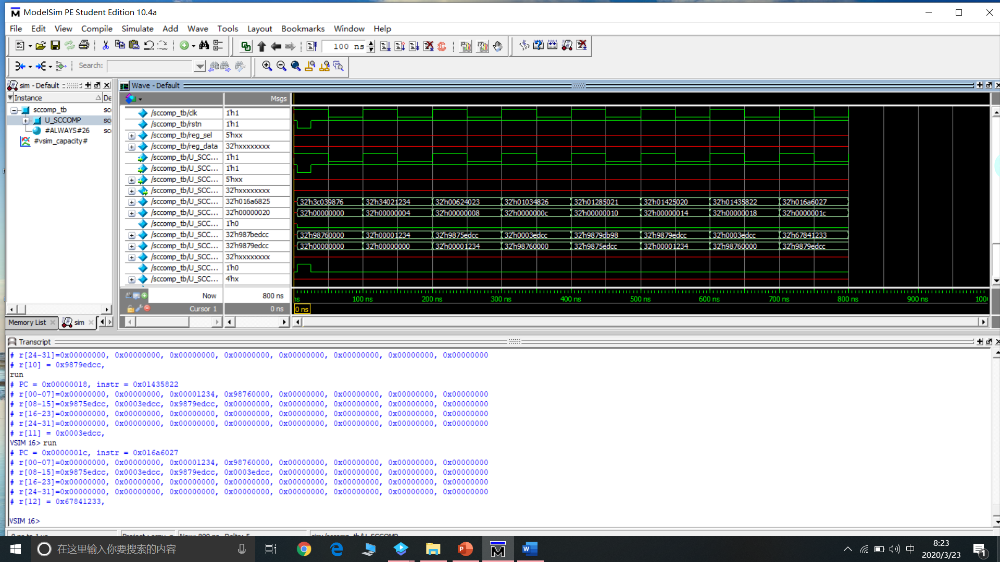 ModelSim PE Student Edition 10.4a
File Edit View Compile Simulate Add Wave Tools Layout Bookmarks Window Help
100 ns
Search:
sim - Default
Wave - Default
Instance De
Msgs
sccomp_tb sc
U_SCCOMP sc
#ALWAYS#26 sc
#vsim_capacity#
/sccomp_tb/clk 1'h1
/sccomp_tb/rstn 1'h1
/sccomp_tb/reg_sel 5'hxx
/sccomp_tb/reg_data 32'hxxxxxxxx
/sccomp_tb/U_SCC... 1'h1
/sccomp_tb/U_SCC... 1'h1
/sccomp_tb/U_SCC... 5'hxx
/sccomp_tb/U_SCC... 32'hxxxxxxxx
/sccomp_tb/U_SCC... 32'h016a6825 32'h3c039876 32'h34021234 32'h00624023 32'h01034826 32'h01285021 32'h01425020 32'h01435822 32'h016a6027
/sccomp_tb/U_SCC... 32'h00000020 32'h00000000 32'h00000004 32'h00000008 32'h0000000c 32'h00000010 32'h00000014 32'h00000018 32'h0000001c
/sccomp_tb/U_SCC... 1'h0
/sccomp_tb/U_SCC... 32'h987bedcc 32'h98760000 32'h00001234 32'h9875edcc 32'h0003edcc 32'h9879db98 32'h9879edcc 32'h0003edcc 32'h67841233
/sccomp_tb/U_SCC... 32'h9879edcc 32'h00000000 32'h00000000 32'h00001234 32'h98760000 32'h9875edcc 32'h00001234 32'h98760000 32'h9879edcc
/sccomp_tb/U_SCC... 32'hxxxxxxxx
/sccomp_tb/U_SCC... 1'h0
/sccomp_tb/U_SCC... 4'hx
Now 800 ns ns 100 ns 200 ns 300 ns 400 ns 500 ns 600 ns 700 ns 800 ns 900 ns 100
Cursor 1 0 ns 0 ns
Memory List sim
Transcript
# r[24-31]=0x00000000, 0x00000000, 0x00000000, 0x00000000, 0x00000000, 0x00000000, 0x00000000, 0x00000000
# r[10] = 0x9879edcc,
run
# PC = 0x00000018, instr = 0x01435822
# r[00-07]=0x00000000, 0x00000000, 0x00001234, 0x98760000, 0x00000000, 0x00000000, 0x00000000, 0x00000000
# r[08-15]=0x9875edcc, 0x0003edcc, 0x9879edcc, 0x00000000, 0x00000000, 0x00000000, 0x00000000, 0x00000000
# r[16-23]=0x00000000, 0x00000000, 0x00000000, 0x00000000, 0x00000000, 0x00000000, 0x00000000, 0x00000000
# r[24-31]=0x00000000, 0x00000000, 0x00000000, 0x00000000, 0x00000000, 0x00000000, 0x00000000, 0x00000000
# r[11] = 0x0003edcc,
VSIM 16> run
# PC = 0x0000001c, instr = 0x016a6027
# r[00-07]=0x00000000, 0x00000000, 0x00001234, 0x98760000, 0x00000000, 0x00000000, 0x00000000, 0x00000000
# r[08-15]=0x9875edcc, 0x0003edcc, 0x9879edcc, 0x0003edcc, 0x00000000, 0x00000000, 0x00000000, 0x00000000
# r[16-23]=0x00000000, 0x00000000, 0x00000000, 0x00000000, 0x00000000, 0x00000000, 0x00000000, 0x00000000
# r[24-31]=0x00000000, 0x00000000, 0x00000000, 0x00000000, 0x00000000, 0x00000000, 0x00000000, 0x00000000
# r[12] = 0x67841233,
VSIM 16>
在这里输入你要搜索的内容
中
8:23
2020/3/23
1